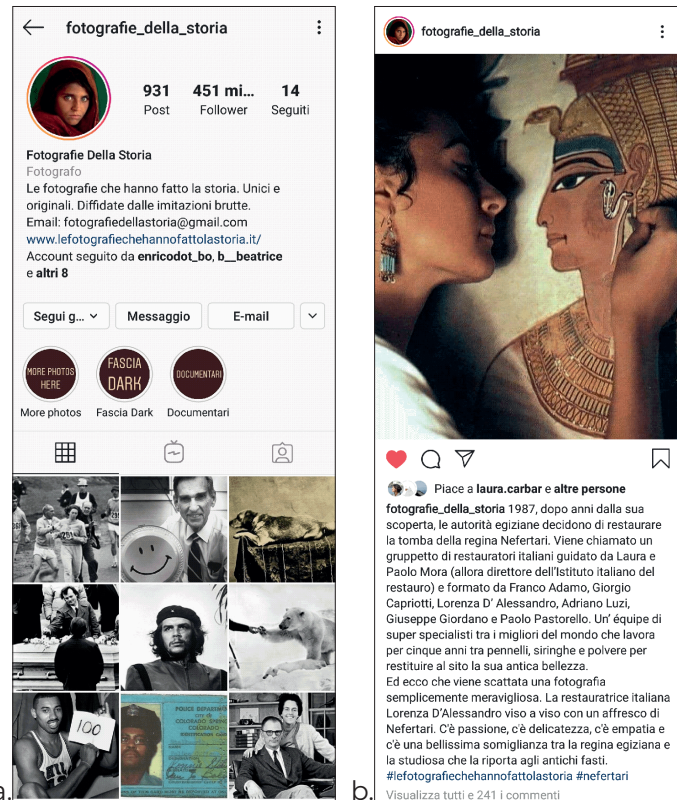 fotografie_della_storia
931
451 mi...
14
Post
Follower
Seguiti
Fotografie Della Storia
Fotografo
Le fotografie che hanno fatto la storia. Unici e
originali. Diffidate dalle imitazioni brutte.
Email: fotografiedellastoria@gmail.com
www.lefotografiechehannofattolastoria.it/
Account seguito da enricodot_bo, b__beatrice
e altri 8
Segui g...
Messaggio
E-mail
MORE PHOTOS
HERE
FASCIA
DARK
DOCUMENTARI
More photos
Fascia Dark
Documentari
261
100
POLICE DEPARTMENT
COLORADO SPRINGS
COLORADO
a.
fotografie_della_storia
Piace a laura.carbar e altre persone
fotografie_della_storia 1987, dopo anni dalla sua
scoperta, le autorità egiziane decidono di restaurare
la tomba della regina Nefertari. Viene chiamato un
gruppetto di restauratori italiani guidato da Laura e
Paolo Mora (allora direttore dell'Istituto italiano del
restauro) e formato da Franco Adamo, Giorgio
Capriotti, Lorenza D' Alessandro, Adriano Luzi,
Giuseppe Giordano e Paolo Pastorello. Un' équipe di
super specialisti tra i migliori del mondo che lavora
per cinque anni tra pennelli, siringhe e polvere per
restituire al sito la sua antica bellezza.
Ed ecco che viene scattata una fotografia
semplicemente meravigliosa. La restauratrice italiana
Lorenza D'Alessandro viso a viso con un affresco di
Nefertari. C'è passione, c'è delicatezza, c'è empatia e
c'è una bellissima somiglianza tra la regina egiziana e
la studiosa che la riporta agli antichi fasti.
#lefotografiechehannofattolastoria #nefertari
Visualizza tutti e 241 i commenti
b.